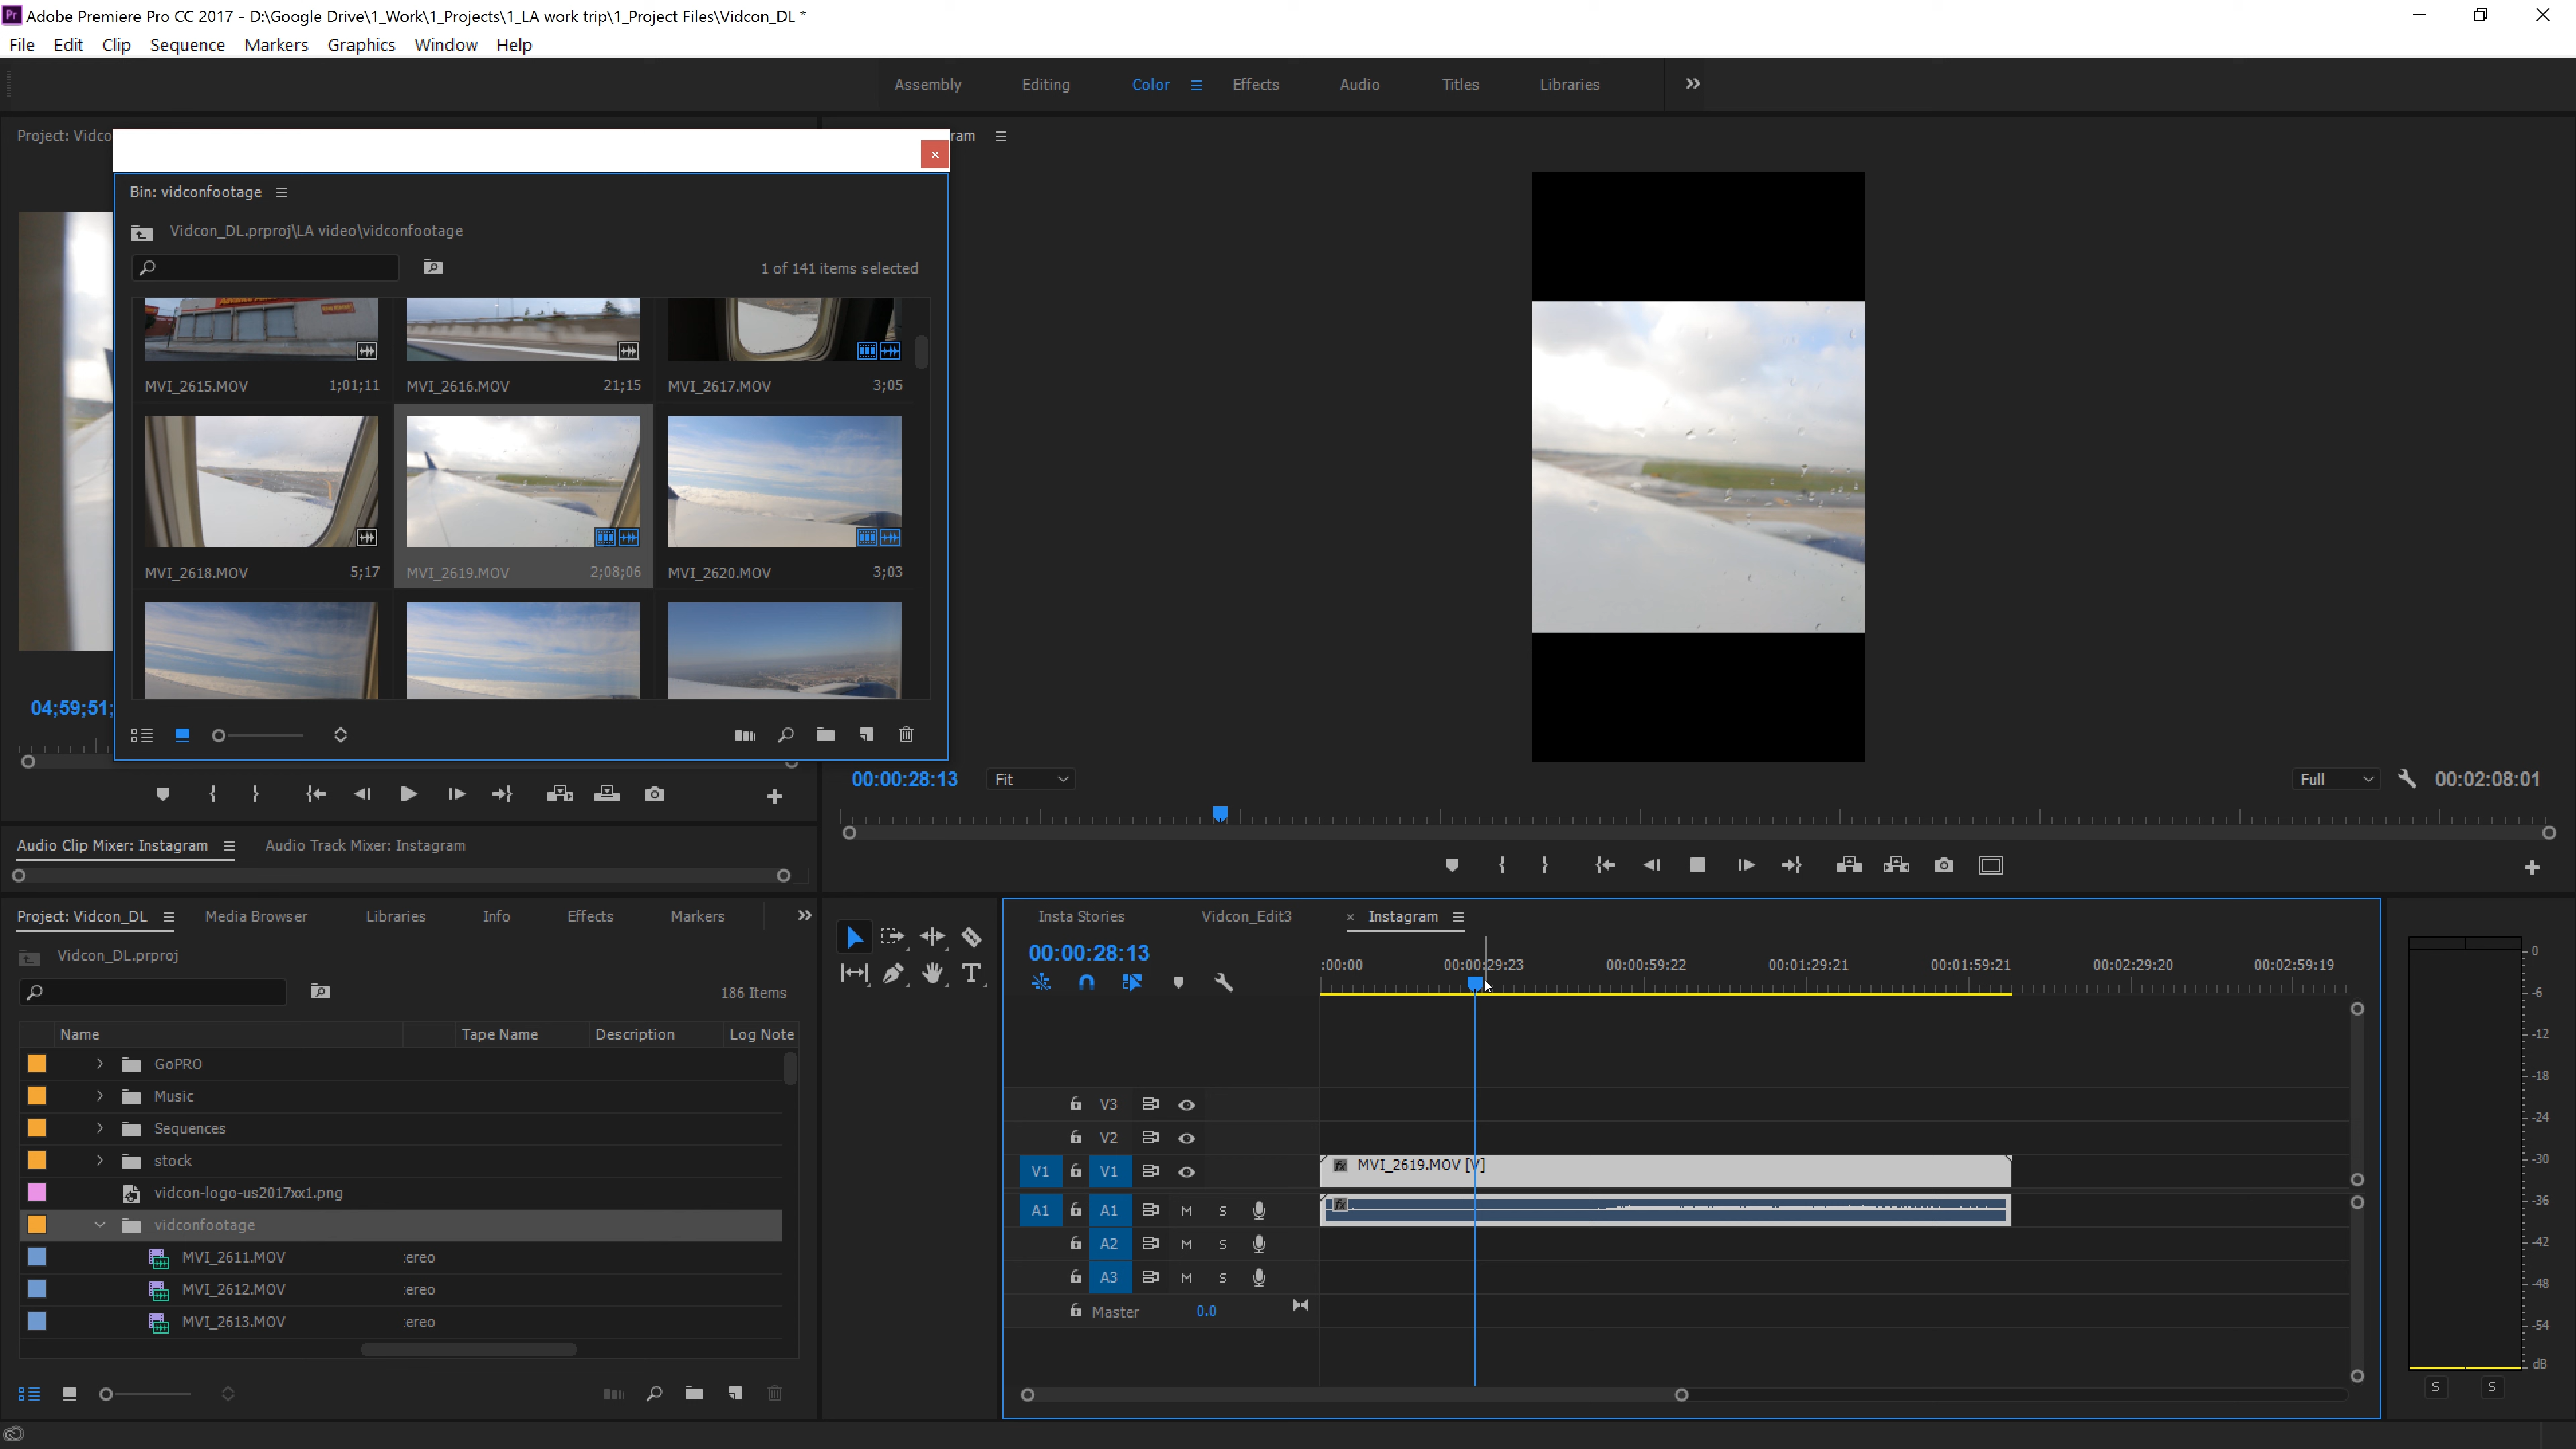 Pr Adobe Premiere Pro CC 2017 - D:\Google Drive\1_Work\1_Projects\1_LA work trip\1_Project Files\Vidcon_DL *
File Edit Clip Sequence Markers Graphics Window Help
Assembly Editing Color Effects Audio Titles Libraries
Project: Vidco
ram
Bin: vidconfootage
Vidcon_DL.prproj\LA video\vidconfootage
1 of 141 items selected
MVI_2615.MOV 1;01;11 MVI_2616.MOV 21;15 MVI_2617.MOV 3;05
MVI_2618.MOV 5;17 MVI_2619.MOV 2;08;06 MVI_2620.MOV 3;03
04;59;51;
00:00:28:13 Fit Full 00:02:08:01
Audio Clip Mixer: Instagram Audio Track Mixer: Instagram
Project: Vidcon_DL Media Browser Libraries Info Effects Markers
Vidcon_DL.prproj
186 Items
Name Tape Name Description Log Note
GoPRO
Music
Sequences
stock
vidcon-logo-us2017xx1.png
vidconfootage
MVI_2611.MOV :ereo
MVI_2612.MOV :ereo
MVI_2613.MOV :ereo
T
Insta Stories Vidcon_Edit3 × Instagram
00:00:28:13
:00:00 00:00:29:23 00:00:59:22 00:01:29:21 00:01:59:21 00:02:29:20 00:02:59:19
V3
V2
V1 V1 fx MVI_2619.MOV [V]
A1 A1 M S fx
A2 M S
A3 M S
Master 0.0
0
-6
-12
-18
-24
-30
-36
-42
-48
-54
dB
S S